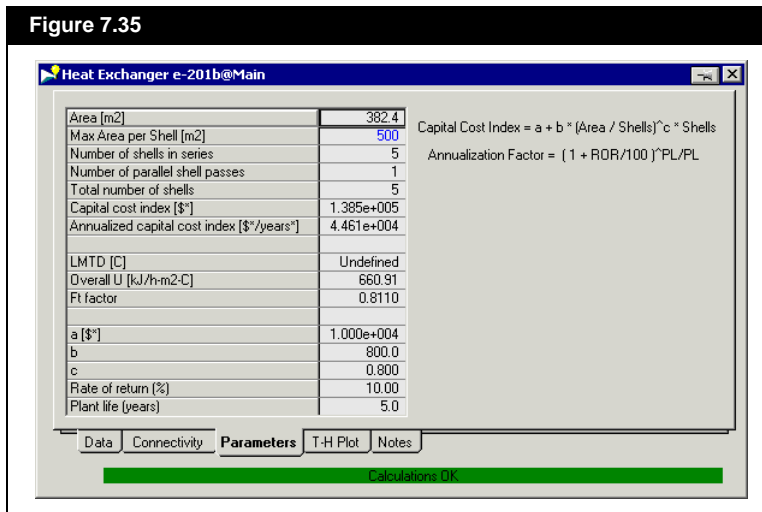 Figure 7.35
Heat Exchanger e-201b@Main
Area [m2] 382.4
Max Area per Shell [m2] 500
Number of shells in series 5
Number of parallel shell passes 1
Total number of shells 5
Capital cost index [$*] 1.385e+005
Annualized capital cost index [$*/years*] 4.461e+004
LMTD [C] Undefined
Overall U [kJ/h-m2-C] 660.91
Ft factor 0.8110
a [$*] 1.000e+004
b 800.0
c 0.800
Rate of return (%) 10.00
Plant life (years) 5.0
Capital Cost Index = a + b * (Area / Shells)^c * Shells
Annualization Factor = ( 1 + ROR/100 )^PL/PL
Data Connectivity Parameters T-H Plot Notes
Calculations OK